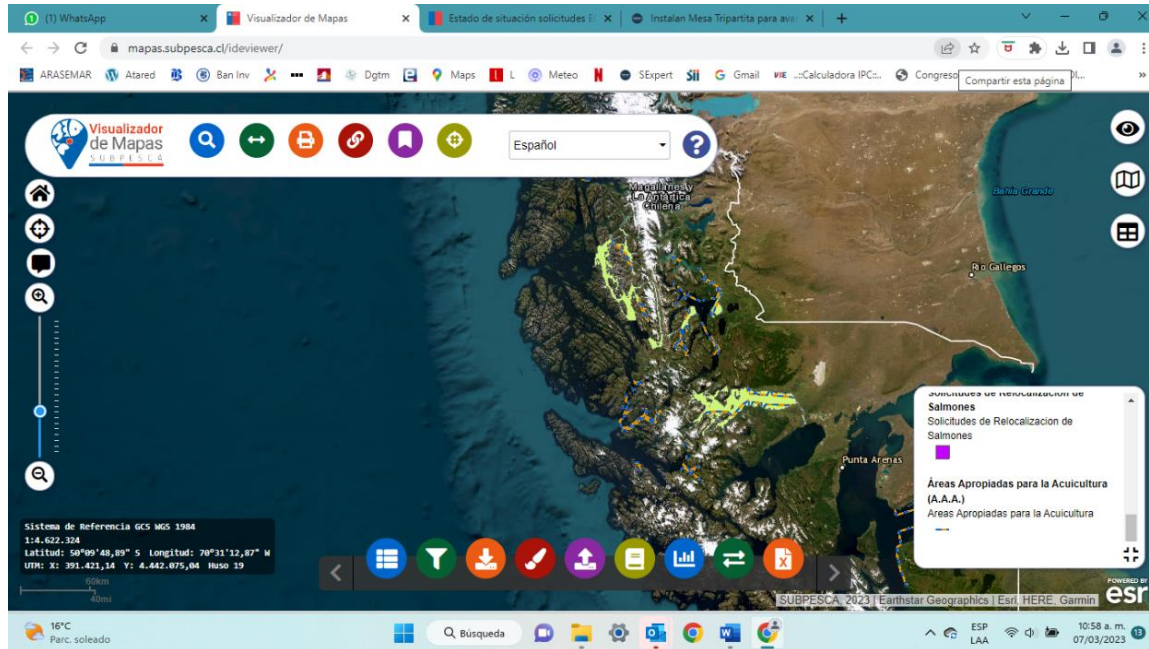 (1) WhatsApp
Visualizador de Mapas
Estado de situación solicitudes E
Instalan Mesa Tripartita para ava
mapas.subpesca.cl/ideviewer/
ARASEMAR
Atared
Ban Inv
Dgtm
Maps
L
Meteo
SExpert
Sii
Gmail
..::Calculadora IPC::..
Congreso
Compartir esta página
Visualizador
de Mapas
SUBPESCA
Español
Magallanes y
La Antártica
Chilena
Bahía Grande
Río Gallegos
Punta Arenas
Solicitudes de Relocalización de
Salmones
Solicitudes de Relocalizacion de
Salmones
Áreas Apropiadas para la Acuicultura
(A.A.A.)
Areas Apropiadas para la Acuicultura
Sistema de Referencia GCS WGS 1984
1:4.622.324
Latitud: 50°09'48,89" S Longitud: 70°31'12,87" W
UTM: X: 391.421,14 Y: 4.442.075,04 Huso 19
60km
40mi
SUBPESCA, 2023 | Earthstar Geographics | Esri, HERE, Garmin
POWERED BY
esri
16°C
Parc. soleado
Búsqueda
ESP
LAA
10:58 a. m.
07/03/2023
13